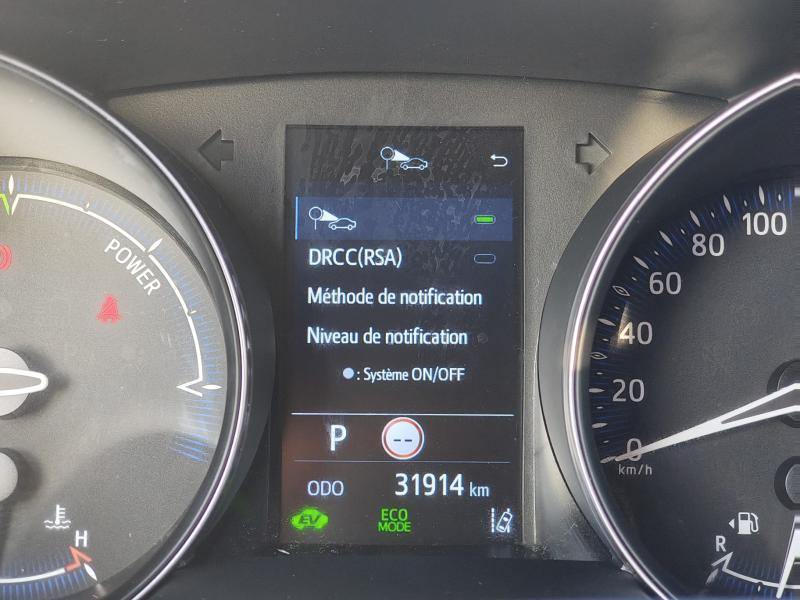 POWER
H
DRCC(RSA)
Méthode de notification
Niveau de notification
: Système ON/OFF
P
--
ODO 31914 km
EV
ECO
MODE
100
80
60
40
20
0
km/h
R